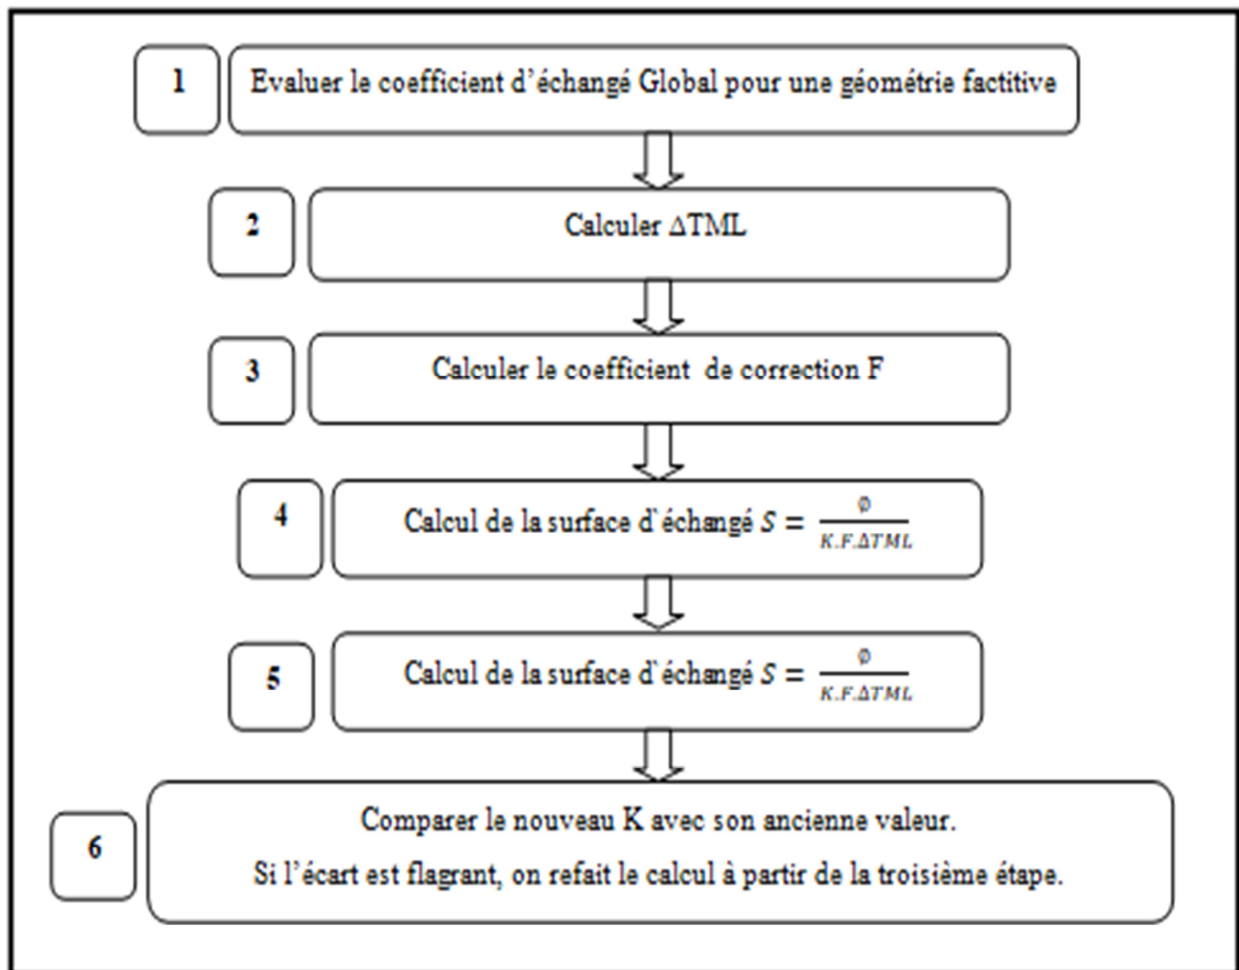 1 Evaluer le coefficient d'échangé Global pour une géométrie factitive
2 Calculer ΔTML
3 Calculer le coefficient de correction F
4 Calcul de la surface d`échangé S = ∅ / K.F.ΔTML
5 Calcul de la surface d`échangé S = ∅ / K.F.ΔTML
6 Comparer le nouveau K avec son ancienne valeur.
Si l'écart est flagrant, on refait le calcul à partir de la troisième étape.